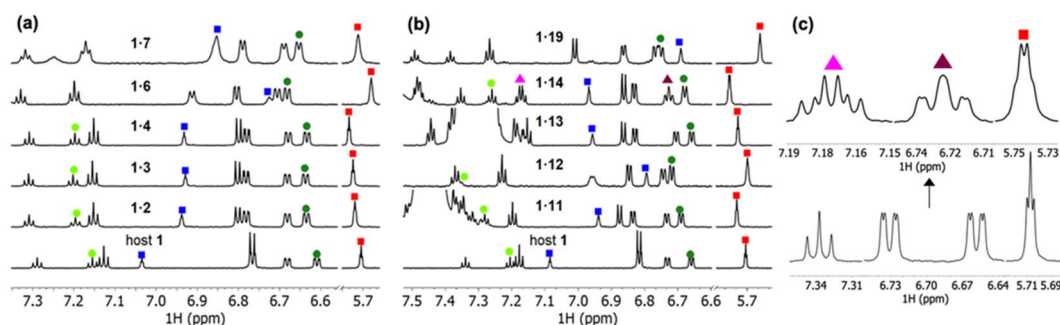 (a)
1·7
1·6
1·4
1·3
1·2
host 1
7.3 7.2 7.1 7.0 6.9 6.8 6.7 6.6 5.7
1H (ppm)
(b)
1·19
1·14
1·13
1·12
1·11
host 1
7.5 7.4 7.3 7.2 7.1 7.0 6.9 6.8 6.7 6.6 5.7
1H (ppm)
(c)
7.19 7.18 7.16 7.15 6.74 6.72 6.71 5.75 5.73
1H (ppm)
7.34 7.31 6.73 6.70 6.67 6.64 5.71 5.69
1H (ppm)